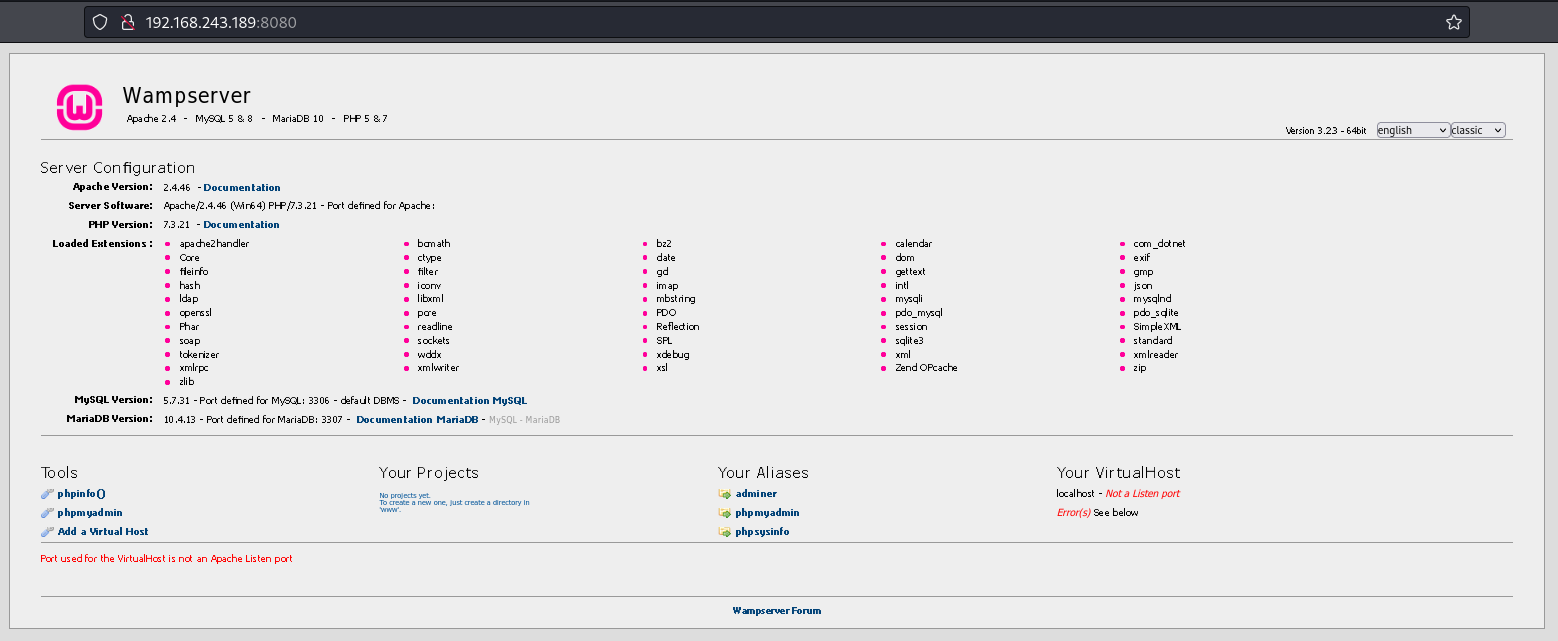 192.168.243.189:8080
Wampserver
Apache 2.4 - MySQL 5 & 8 - MariaDB 10 - PHP 5 & 7
Version 3.2.3 - 64bit english classic
Server Configuration
Apache Version: 2.4.46 - Documentation
Server Software: Apache/2.4.46 (Win64) PHP/7.3.21 - Port defined for Apache:
PHP Version: 7.3.21 - Documentation
Loaded Extensions : apache2handler bcmath bz2 calendar com_dotnet
Core ctype date dom exif
fileinfo filter gd gettext gmp
hash iconv imap intl json
ldap libxml mbstring mysqli mysqlnd
openssl pcre PDO pdo_mysql pdo_sqlite
Phar readline Reflection session SimpleXML
soap sockets SPL sqlite3 standard
tokenizer wddx xdebug xml xmlreader
xmlrpc xmlwriter xsl Zend OPcache zip
zlib
MySQL Version: 5.7.31 - Port defined for MySQL: 3306 - default DBMS - Documentation MySQL
MariaDB Version: 10.4.13 - Port defined for MariaDB: 3307 - Documentation MariaDB - MySQL - MariaDB
Tools
phpinfo()
phpmyadmin
Add a Virtual Host
Your Projects
No projects yet.
To create a new one, just create a directory in
'www'.
Your Aliases
adminer
phpmyadmin
phpsysinfo
Your VirtualHost
localhost - Not a Listen port
Error(s) See below
Port used for the VirtualHost is not an Apache Listen port
Wampserver Forum